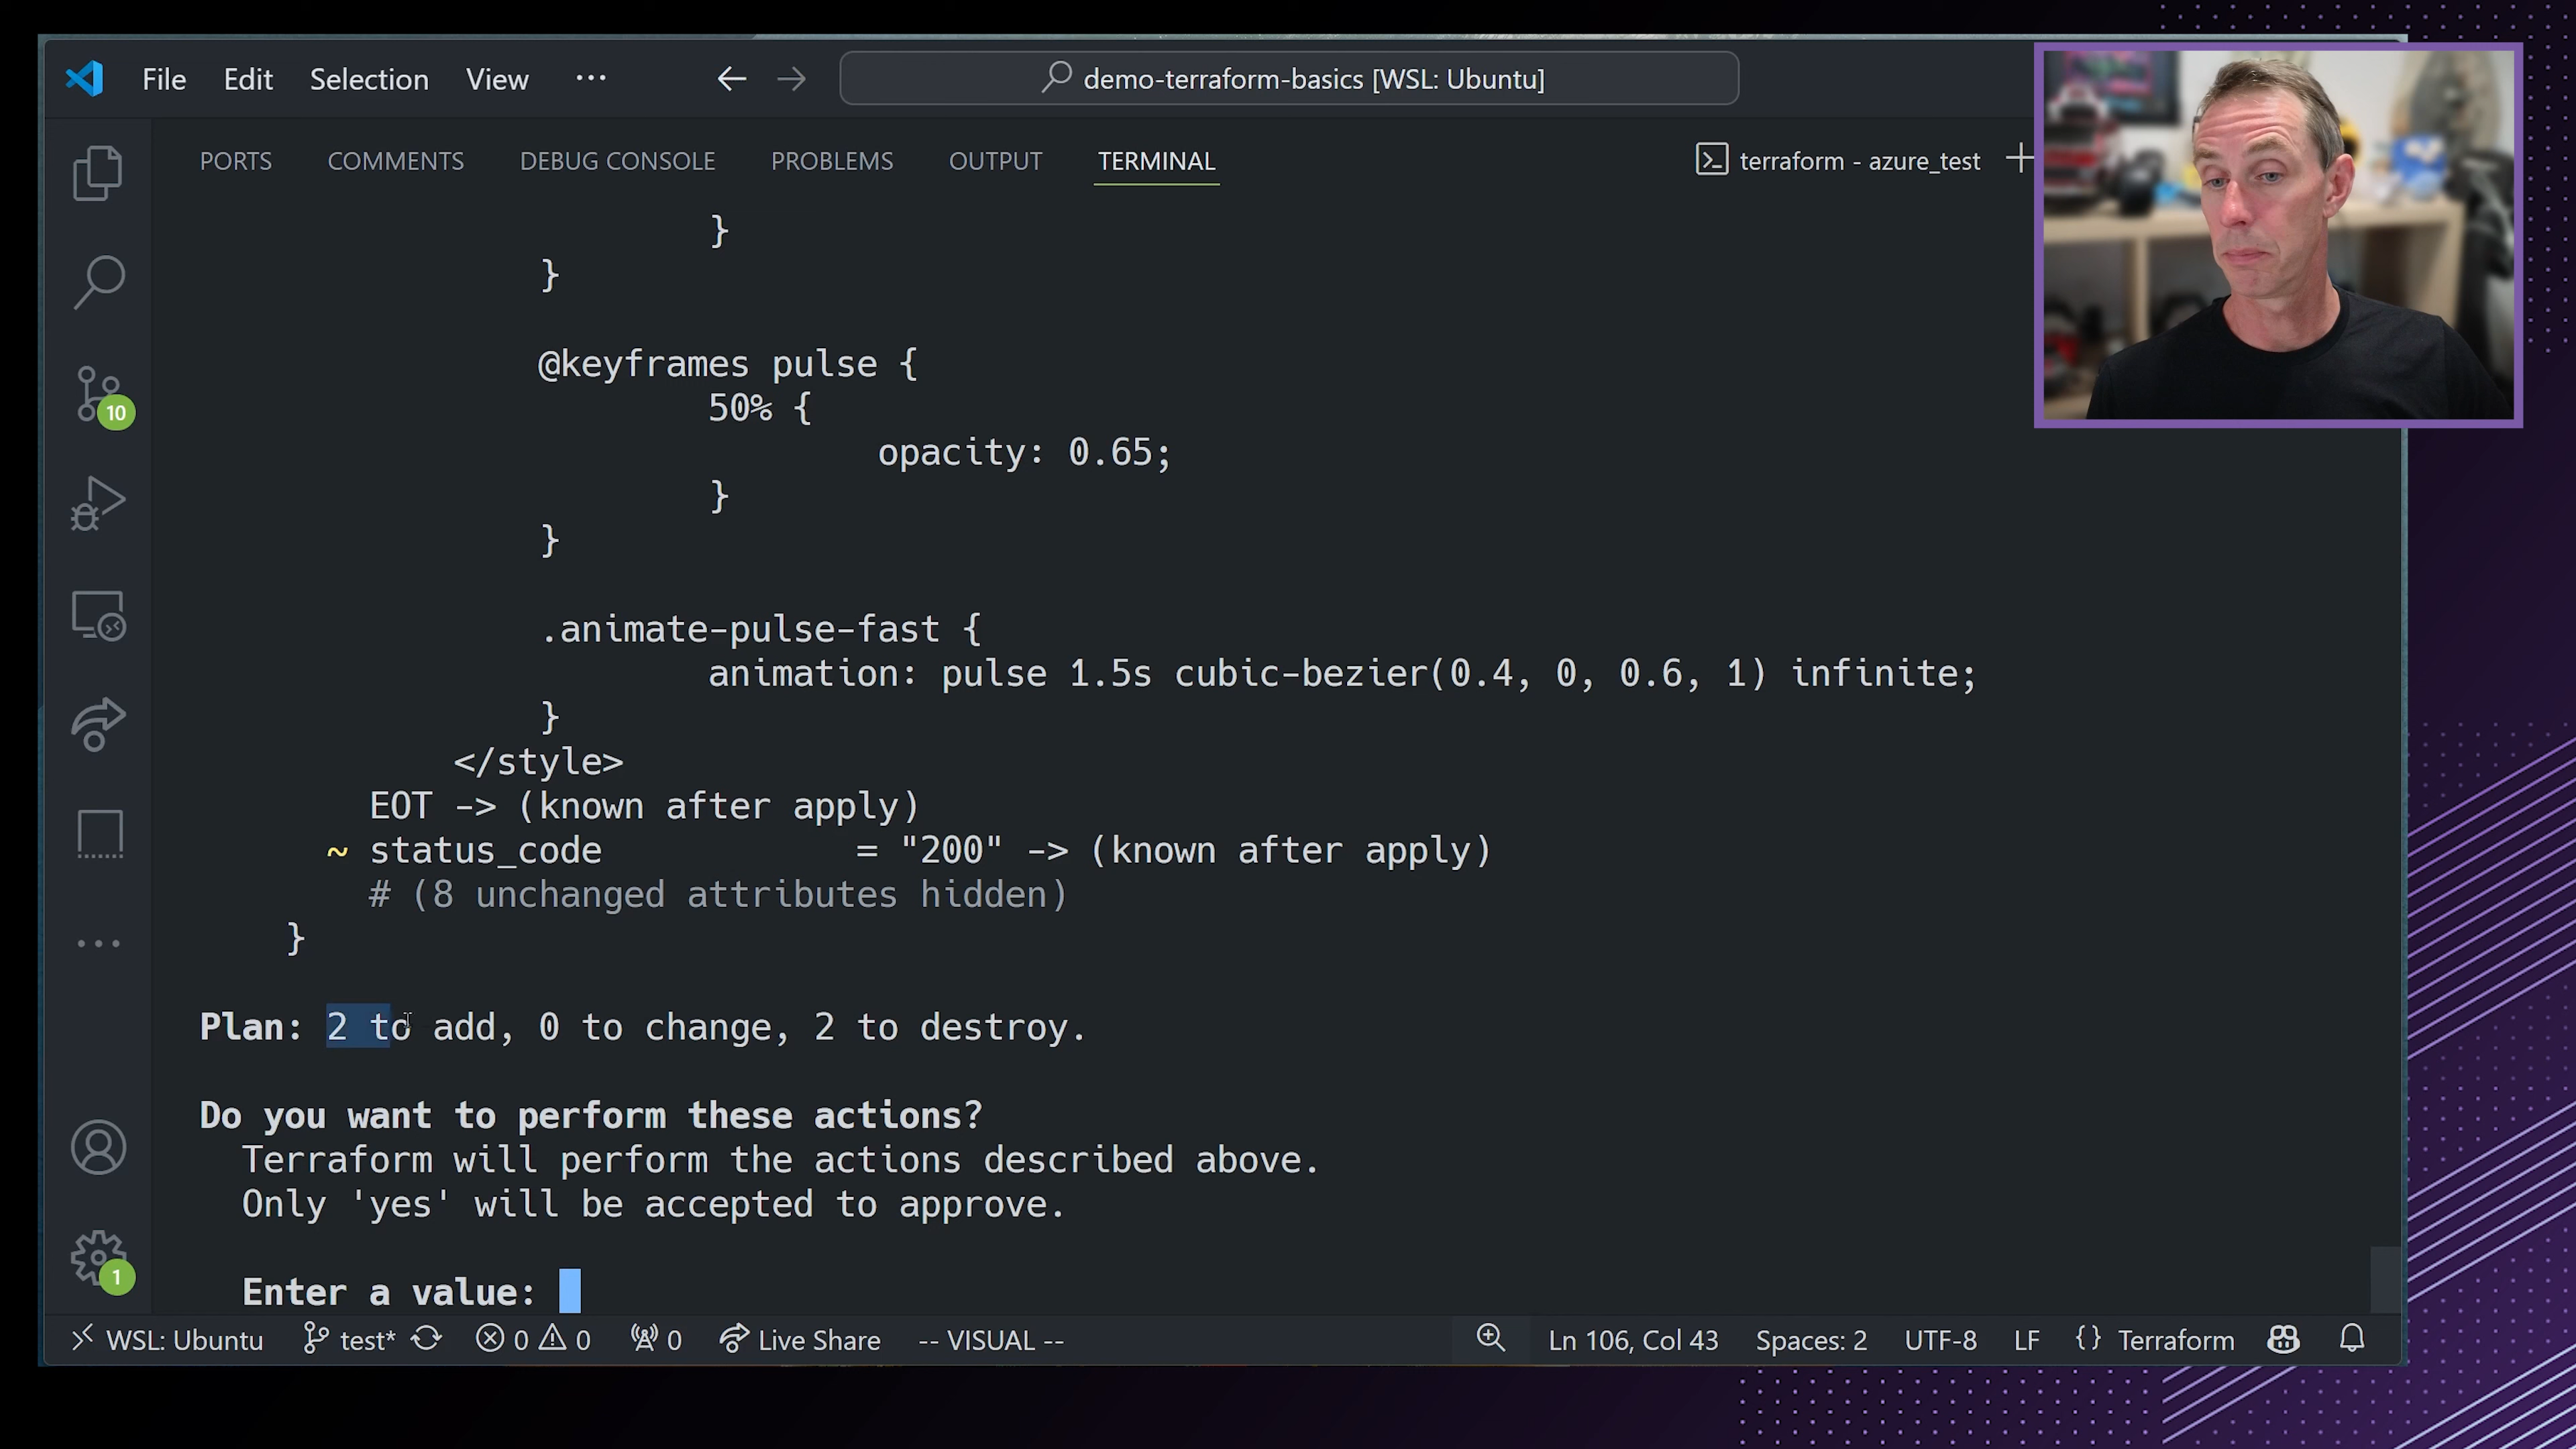 File Edit Selection View ...
demo-terraform-basics [WSL: Ubuntu]
PORTS COMMENTS DEBUG CONSOLE PROBLEMS OUTPUT TERMINAL
terraform - azure_test
}
}
@keyframes pulse {
50% {
opacity: 0.65;
}
}
.animate-pulse-fast {
animation: pulse 1.5s cubic-bezier(0.4, 0, 0.6, 1) infinite;
}
</style>
EOT -> (known after apply)
~ status_code = "200" -> (known after apply)
# (8 unchanged attributes hidden)
}
Plan: 2 to add, 0 to change, 2 to destroy.
Do you want to perform these actions?
Terraform will perform the actions described above.
Only 'yes' will be accepted to approve.
Enter a value:
10
1
WSL: Ubuntu test* 0 0 0 Live Share -- VISUAL -- Ln 106, Col 43 Spaces: 2 UTF-8 LF {} Terraform